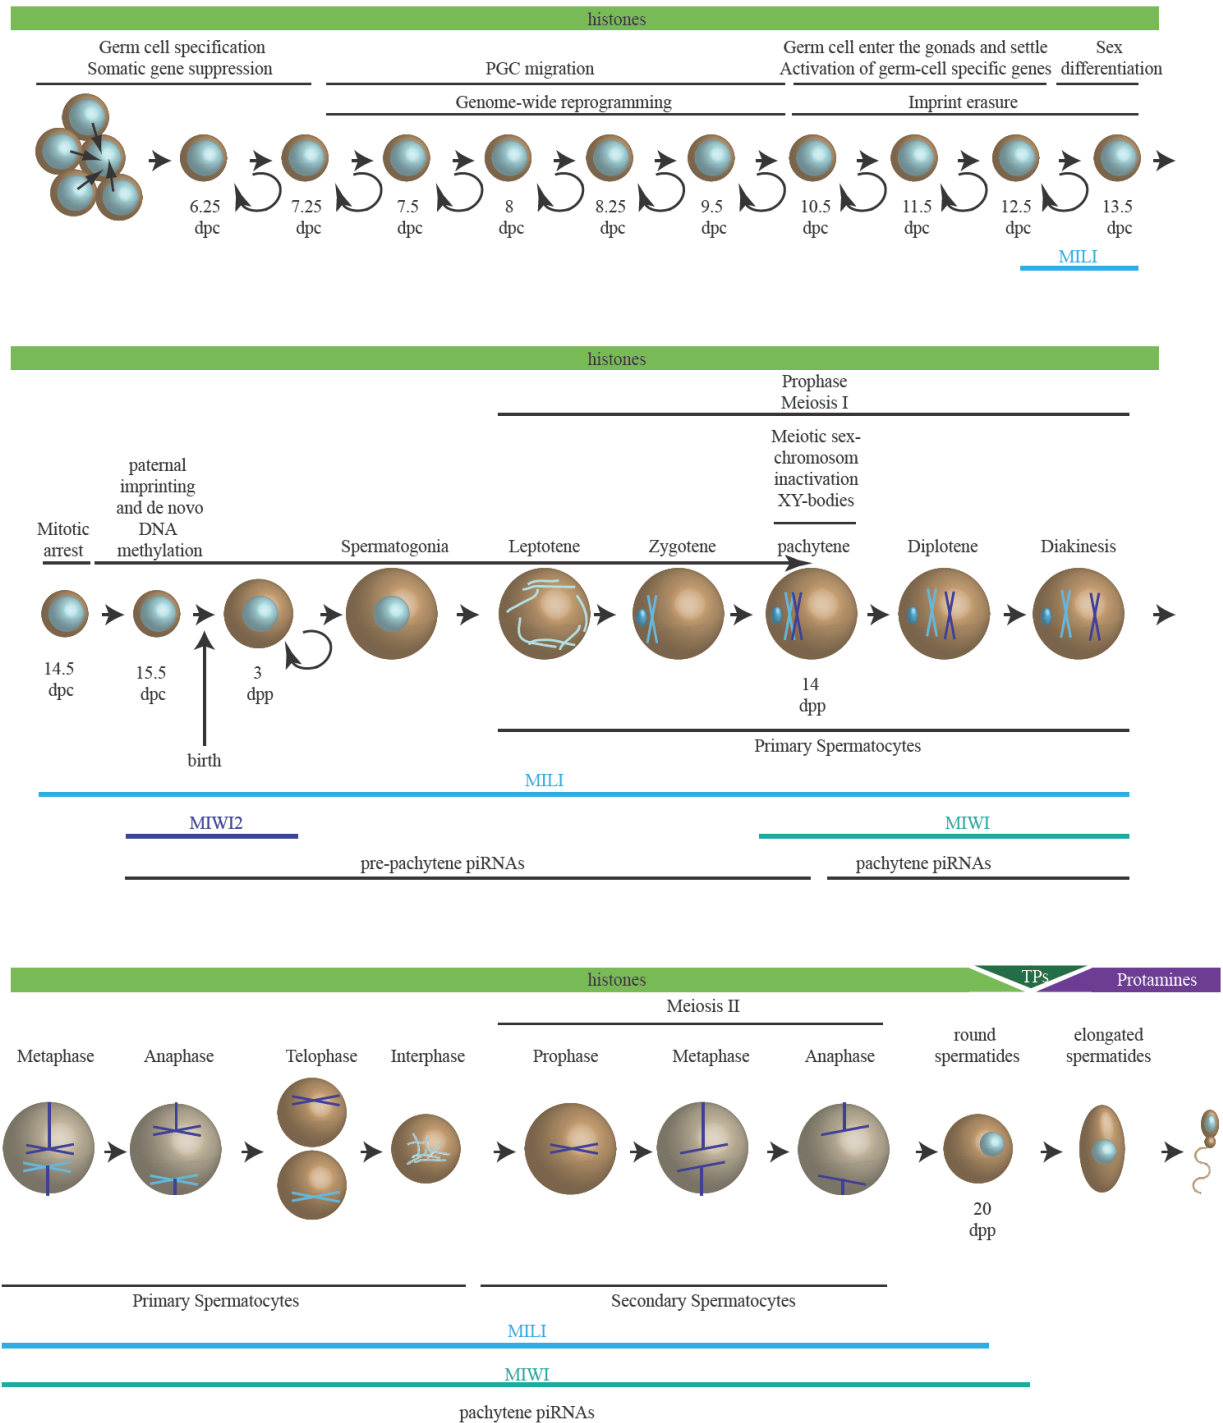 histones
Germ cell specification
Somatic gene suppression
PGC migration
Germ cell enter the gonads and settle
Activation of germ-cell specific genes
Sex
differentiation
Genome-wide reprogramming
Imprint erasure
6.25
dpc
7.25
dpc
7.5
dpc
8
dpc
8.25
dpc
9.5
dpc
10.5
dpc
11.5
dpc
12.5
dpc
13.5
dpc
MILI
histones
Prophase
Meiosis I
Meiotic sex-
chromosom
inactivation
XY-bodies
Mitotic
arrest
paternal
imprinting
and de novo
DNA
methylation
Spermatogonia
Leptotene
Zygotene
pachytene
Diplotene
Diakinesis
14.5
dpc
15.5
dpc
3
dpp
14
dpp
birth
Primary Spermatocytes
MILI
MIWI2
MIWI
pre-pachytene piRNAs
pachytene piRNAs
histones
TPs
Protamines
Meiosis II
Metaphase
Anaphase
Telophase
Interphase
Prophase
Metaphase
Anaphase
round
spermatides
elongated
spermatides
20
dpp
Primary Spermatocytes
Secondary Spermatocytes
MILI
MIWI
pachytene piRNAs